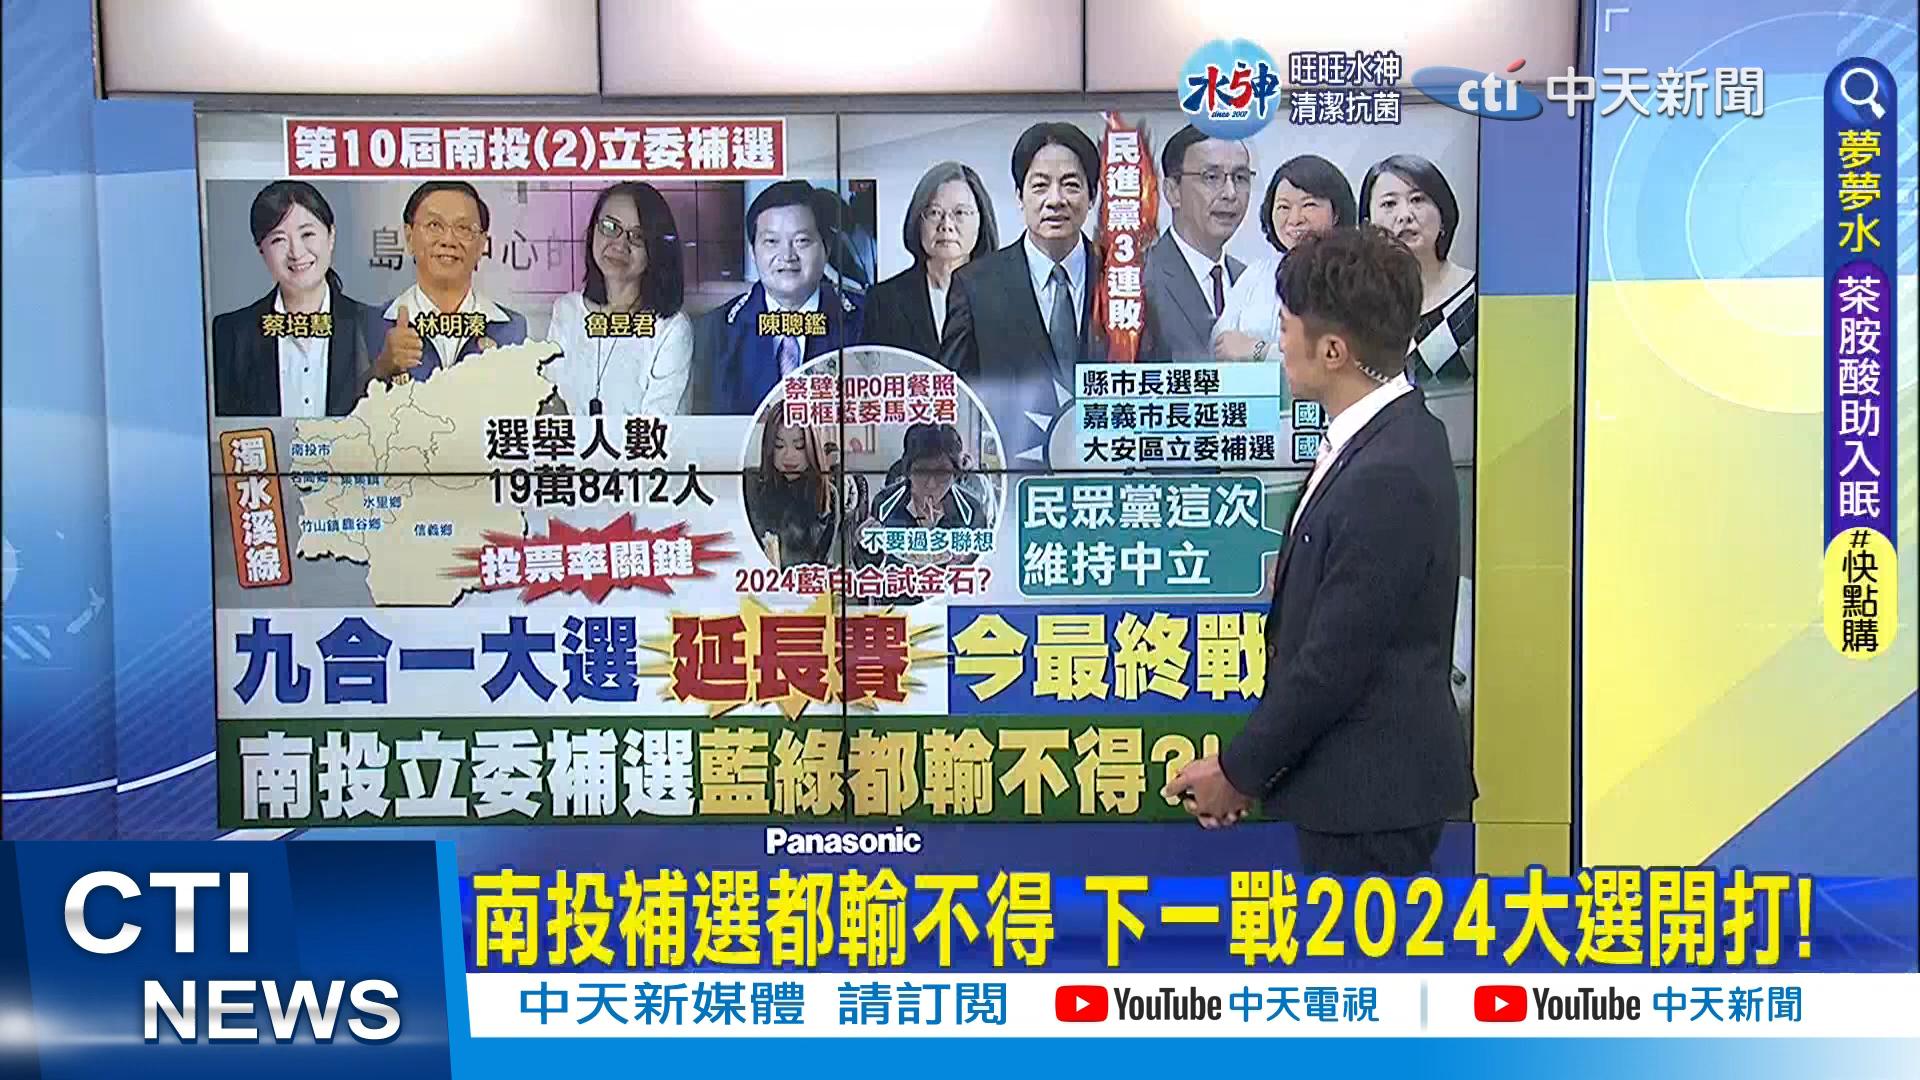 水神
since 2007
旺旺水神
清潔抗菌
cti 中天新聞
夢夢水
茶胺酸助入眠
#快點購
第10屆南投(2)立委補選
蔡培慧
林明溱
魯昱君
陳聰鑑
民進黨3連敗
縣市長選舉
嘉義市長延選
大安區立委補選
蔡壁如PO用餐照
同框藍委馬文君
不要過多聯想
2024藍白合試金石?
民眾黨這次
維持中立
選舉人數
19萬8412人
濁水溪線
南投市
名間鄉 集集鎮
水里鄉
竹山鎮 鹿谷鄉
信義鄉
投票率關鍵
九合一大選 延長賽 今最終戰
南投立委補選藍綠都輸不得?!
Panasonic
CTI
NEWS
南投補選都輸不得 下一戰2024大選開打!
中天新媒體 請訂閱 YouTube 中天電視 YouTube 中天新聞